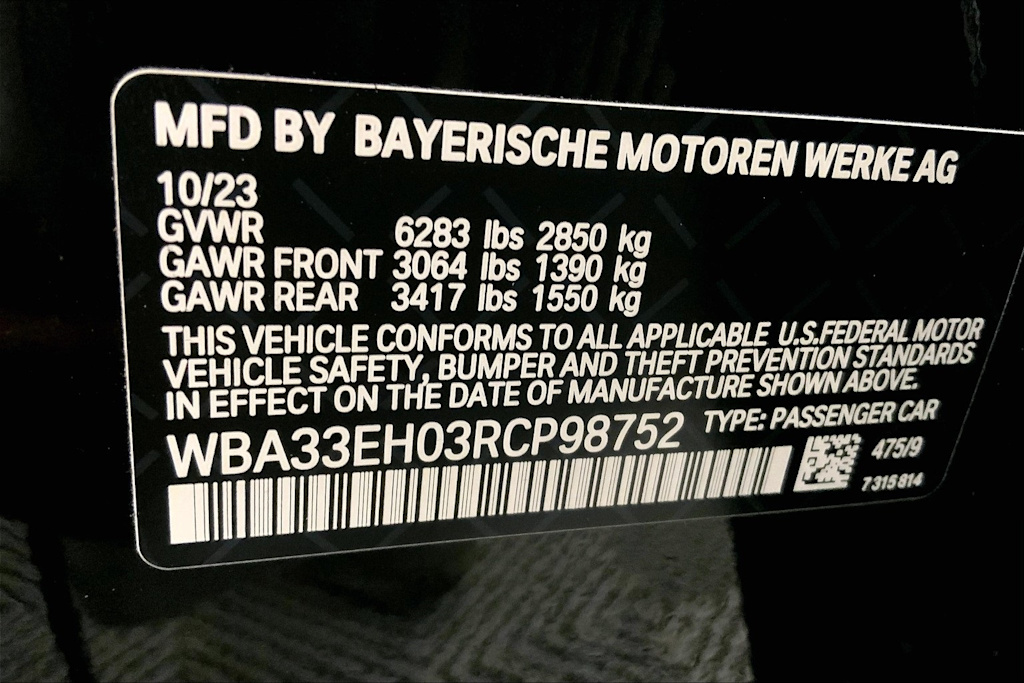 MFD BY BAYERISCHE MOTOREN WERKE AG
10/23
GVWR 6283 lbs 2850 kg
GAWR FRONT 3064 lbs 1390 kg
GAWR REAR 3417 lbs 1550 kg
THIS VEHICLE CONFORMS TO ALL APPLICABLE U.S.FEDERAL MOTOR
VEHICLE SAFETY, BUMPER AND THEFT PREVENTION STANDARDS
IN EFFECT ON THE DATE OF MANUFACTURE SHOWN ABOVE.
WBA33EH03RCP98752 TYPE: PASSENGER CAR
475/9
7315814